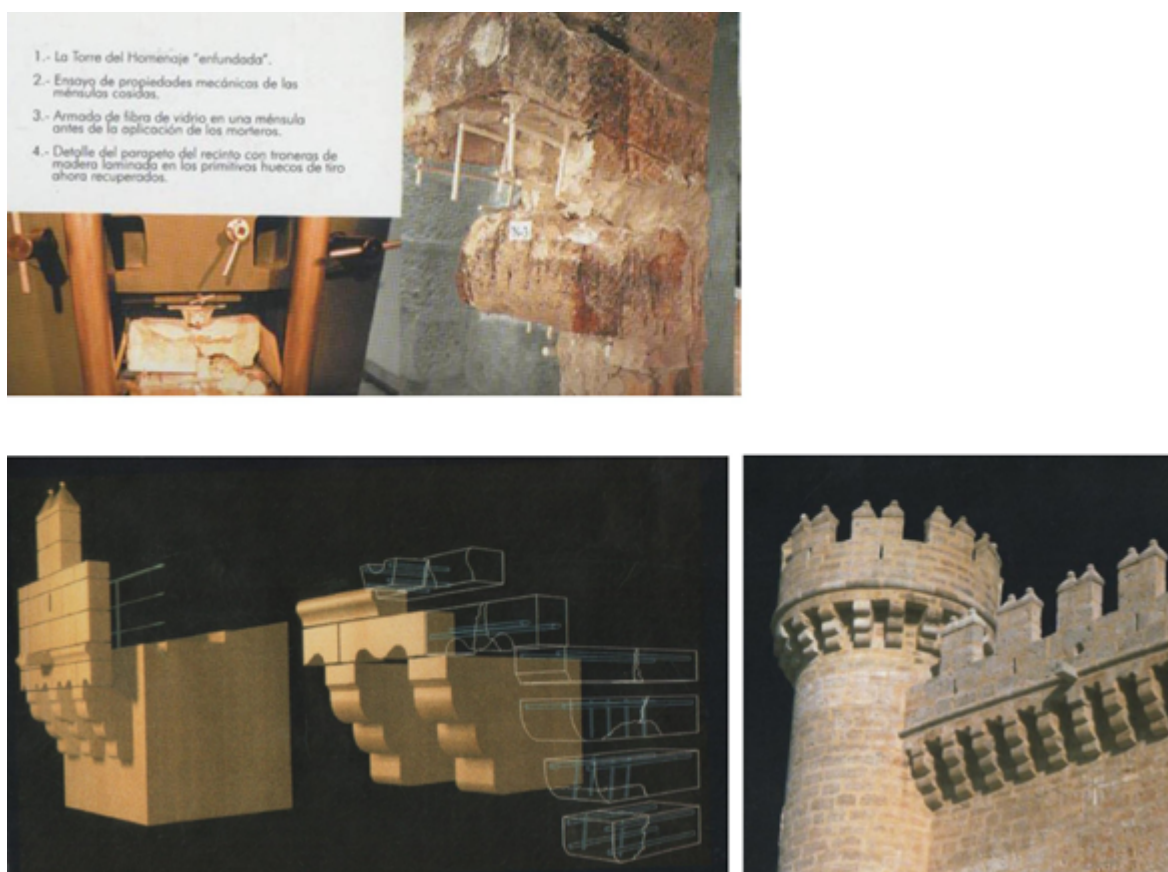 1.- La Torre del Homenaje "enfundada".
2.- Ensayo de propiedades mecánicas de las
ménsulas cosidas.
3.- Armado de fibra de vidrio en una ménsula
antes de la aplicación de los morteros.
4.- Detalle del parapeto del recinto con troneras de
madera laminada en los primitivos huecos de tiro
ahora recuperados.